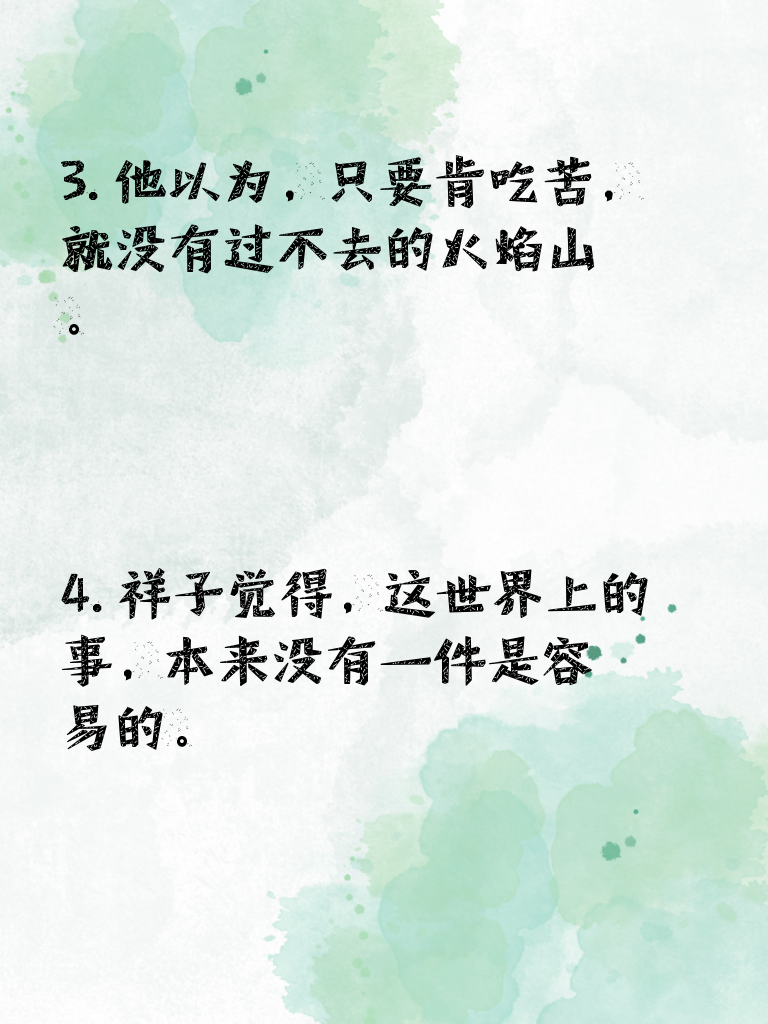 3. 他以为，只要肯吃苦，
就没有过不去的火焰山
。
4. 祥子觉得，这世界上的
事，本来没有一件是容
易的。